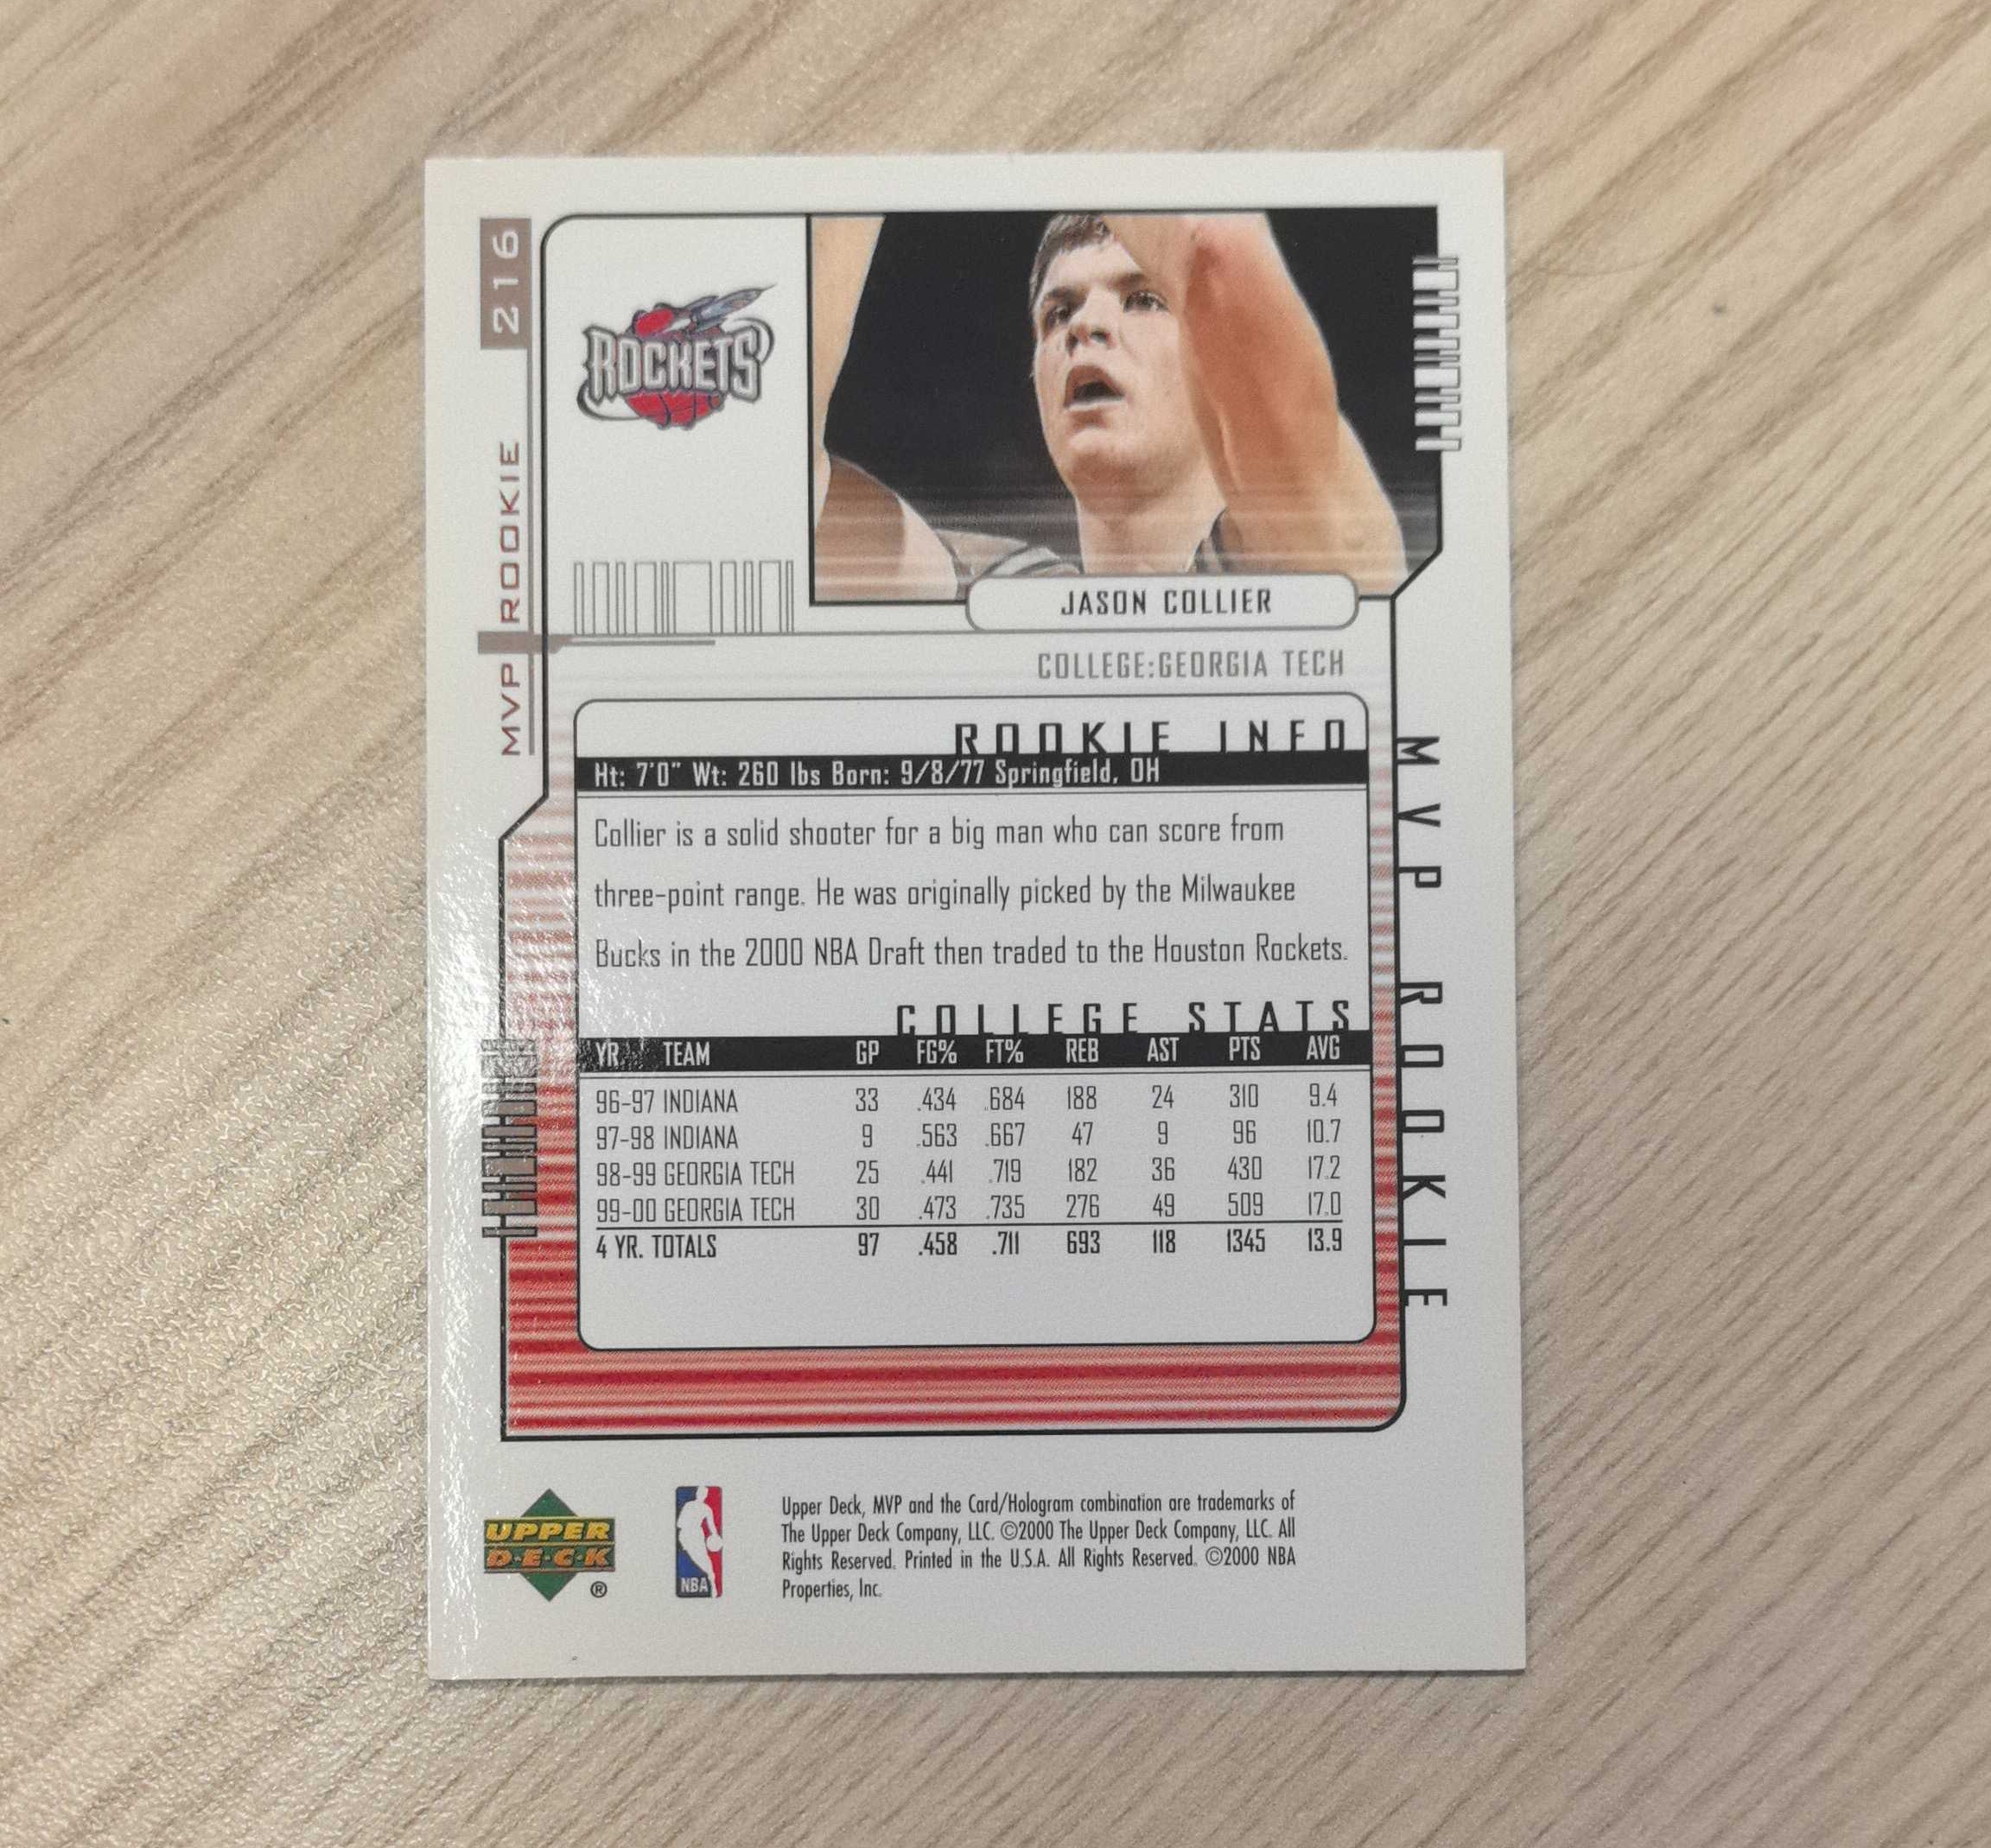 216
MVP ROOKIE
ROCKETS
JASON COLLIER
COLLEGE:GEORGIA TECH
ROOKIE INFO
Ht: 7'0" Wt: 260 lbs Born: 9/8/77 Springfield, OH
Collier is a solid shooter for a big man who can score from
three-point range. He was originally picked by the Milwaukee
Bucks in the 2000 NBA Draft then traded to the Houston Rockets.
COLLEGE STATS
YR. TEAM GP FG% FT% REB AST PTS AVG
96-97 INDIANA 33 .434 .684 188 24 310 9.4
97-98 INDIANA 9 .563 .667 47 9 96 10.7
98-99 GEORGIA TECH 25 .441 .719 182 36 430 17.2
99-00 GEORGIA TECH 30 .473 .735 276 49 509 17.0
4 YR. TOTALS 97 .458 .711 693 118 1345 13.9
MVP ROOKIE
UPPER
D·E·C·K
®
NBA
Upper Deck, MVP and the Card/Hologram combination are trademarks of
The Upper Deck Company, LLC. ©2000 The Upper Deck Company, LLC. All
Rights Reserved. Printed in the U.S.A. All Rights Reserved. ©2000 NBA
Properties, Inc.